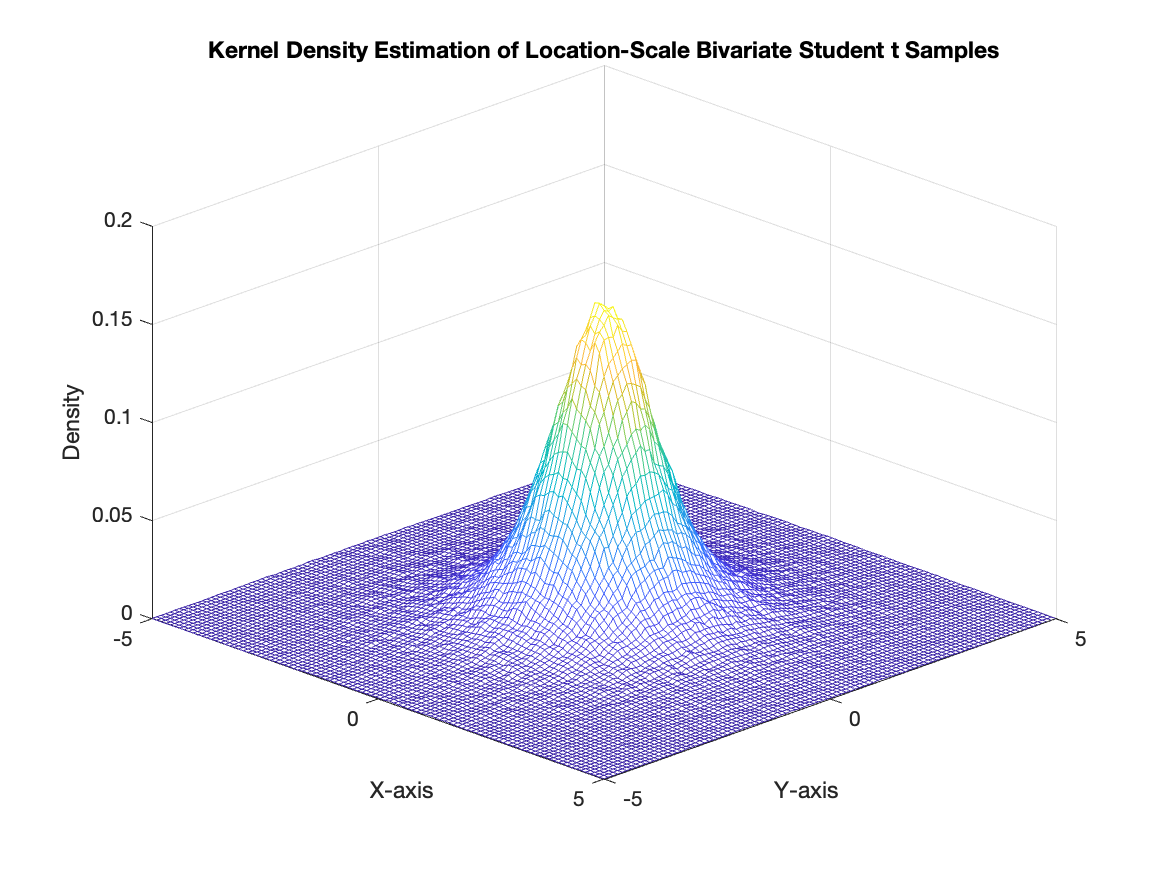 Kernel Density Estimation of Location-Scale Bivariate Student t Samples
0.2
0.15
0.1
0.05
0
Density
-5
0
5
X-axis
-5
0
5
Y-axis